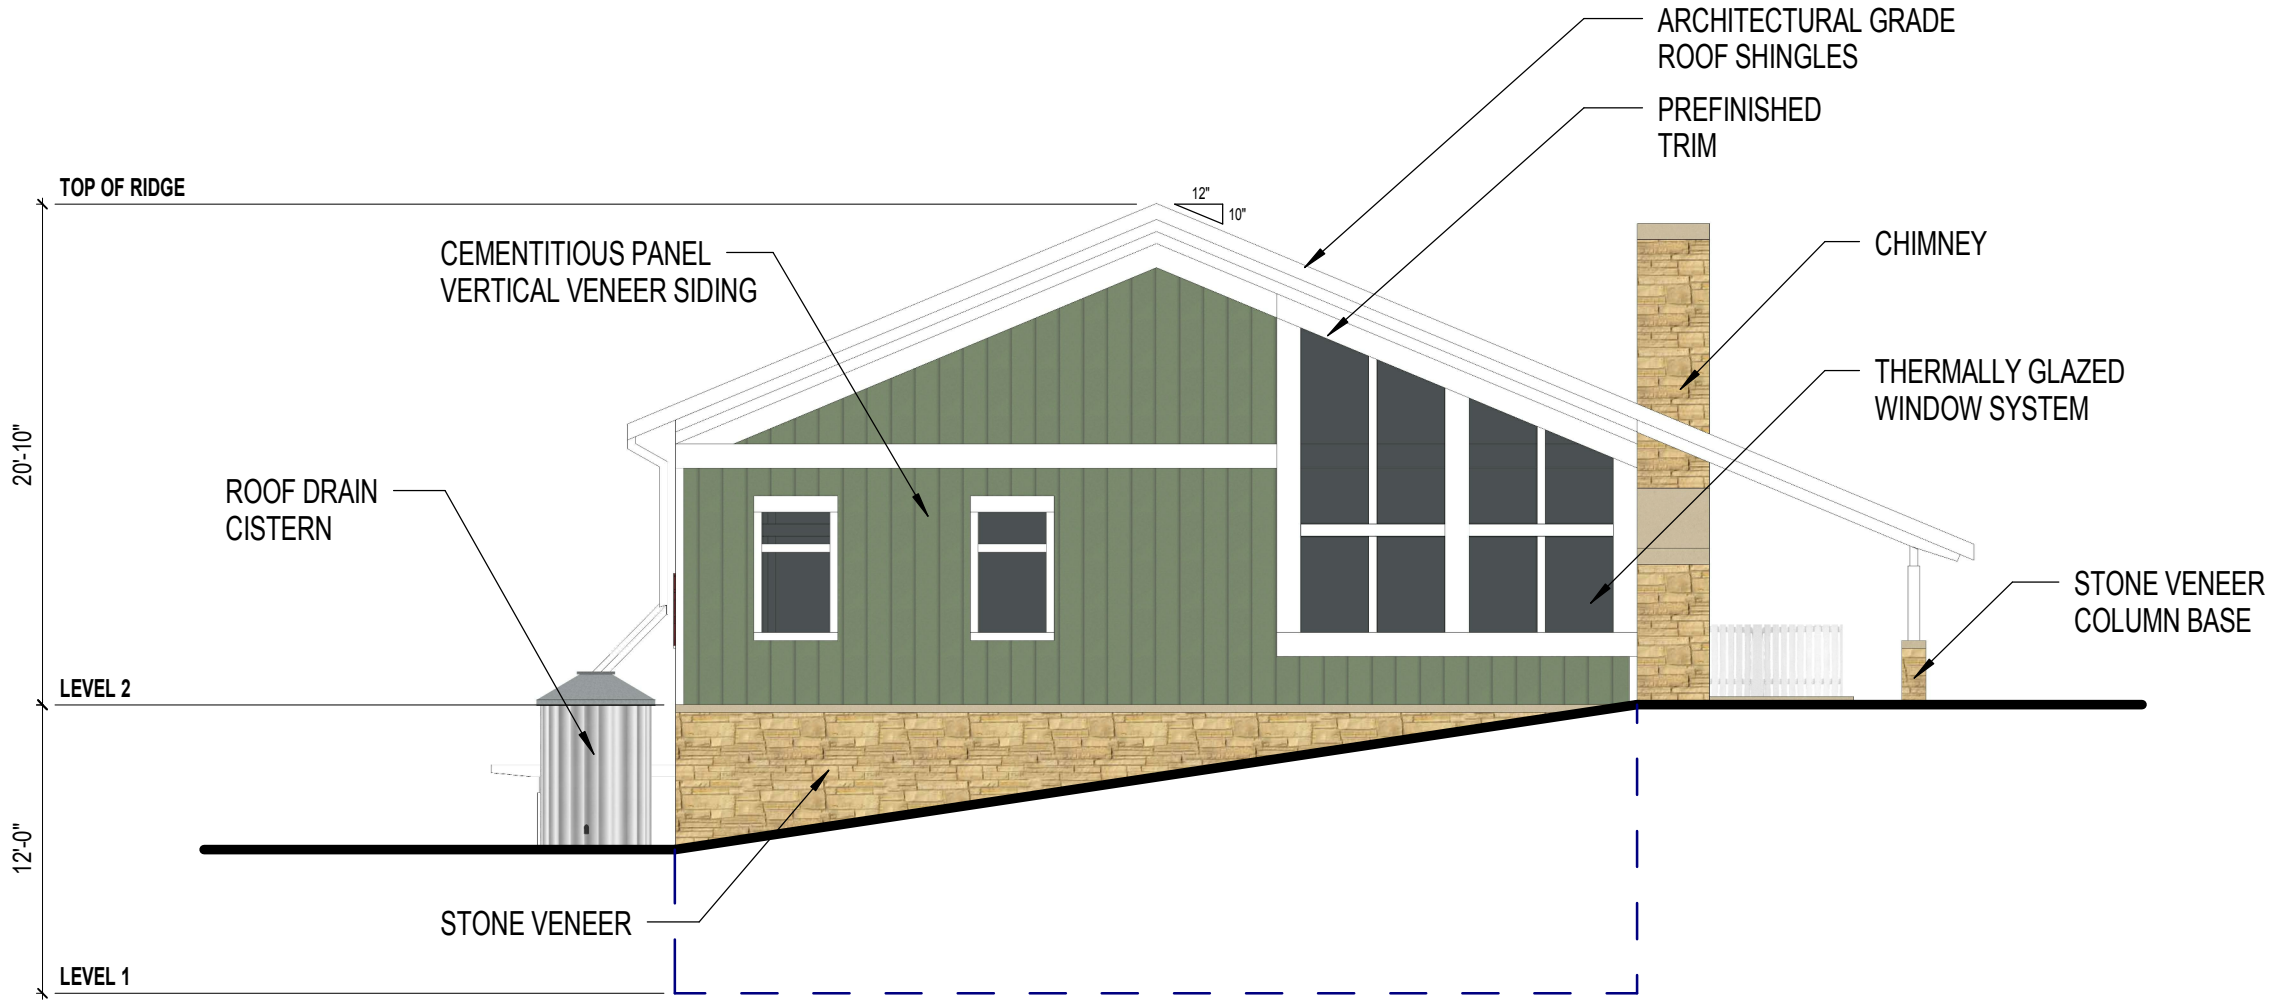 ARCHITECTURAL GRADE
ROOF SHINGLES
PREFINISHED
TRIM
TOP OF RIDGE
12"
10"
CEMENTITIOUS PANEL
VERTICAL VENEER SIDING
CHIMNEY
THERMALLY GLAZED
WINDOW SYSTEM
20'-10"
ROOF DRAIN
CISTERN
STONE VENEER
COLUMN BASE
LEVEL 2
12'-0"
STONE VENEER
LEVEL 1